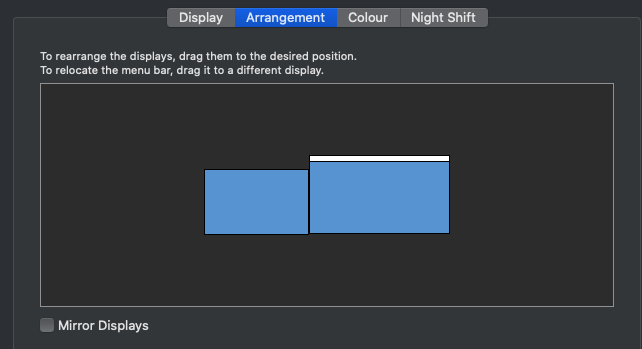 Display Arrangement Colour Night Shift
To rearrange the displays, drag them to the desired position.
To relocate the menu bar, drag it to a different display.
Mirror Displays